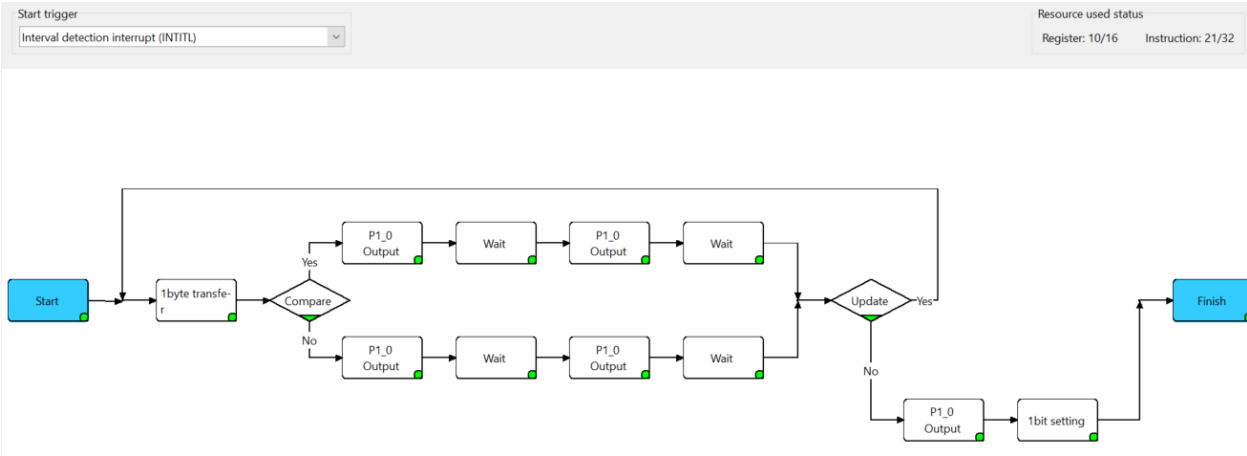 Start trigger
Interval detection interrupt (INTITL)
Resource used status
Register: 10/16 Instruction: 21/32
P1_0
Output
Wait
P1_0
Output
Wait
Yes
Start
1byte transfe-
r
Compare
Update
Yes
Finish
No
P1_0
Output
Wait
P1_0
Output
Wait
No
P1_0
Output
1bit setting